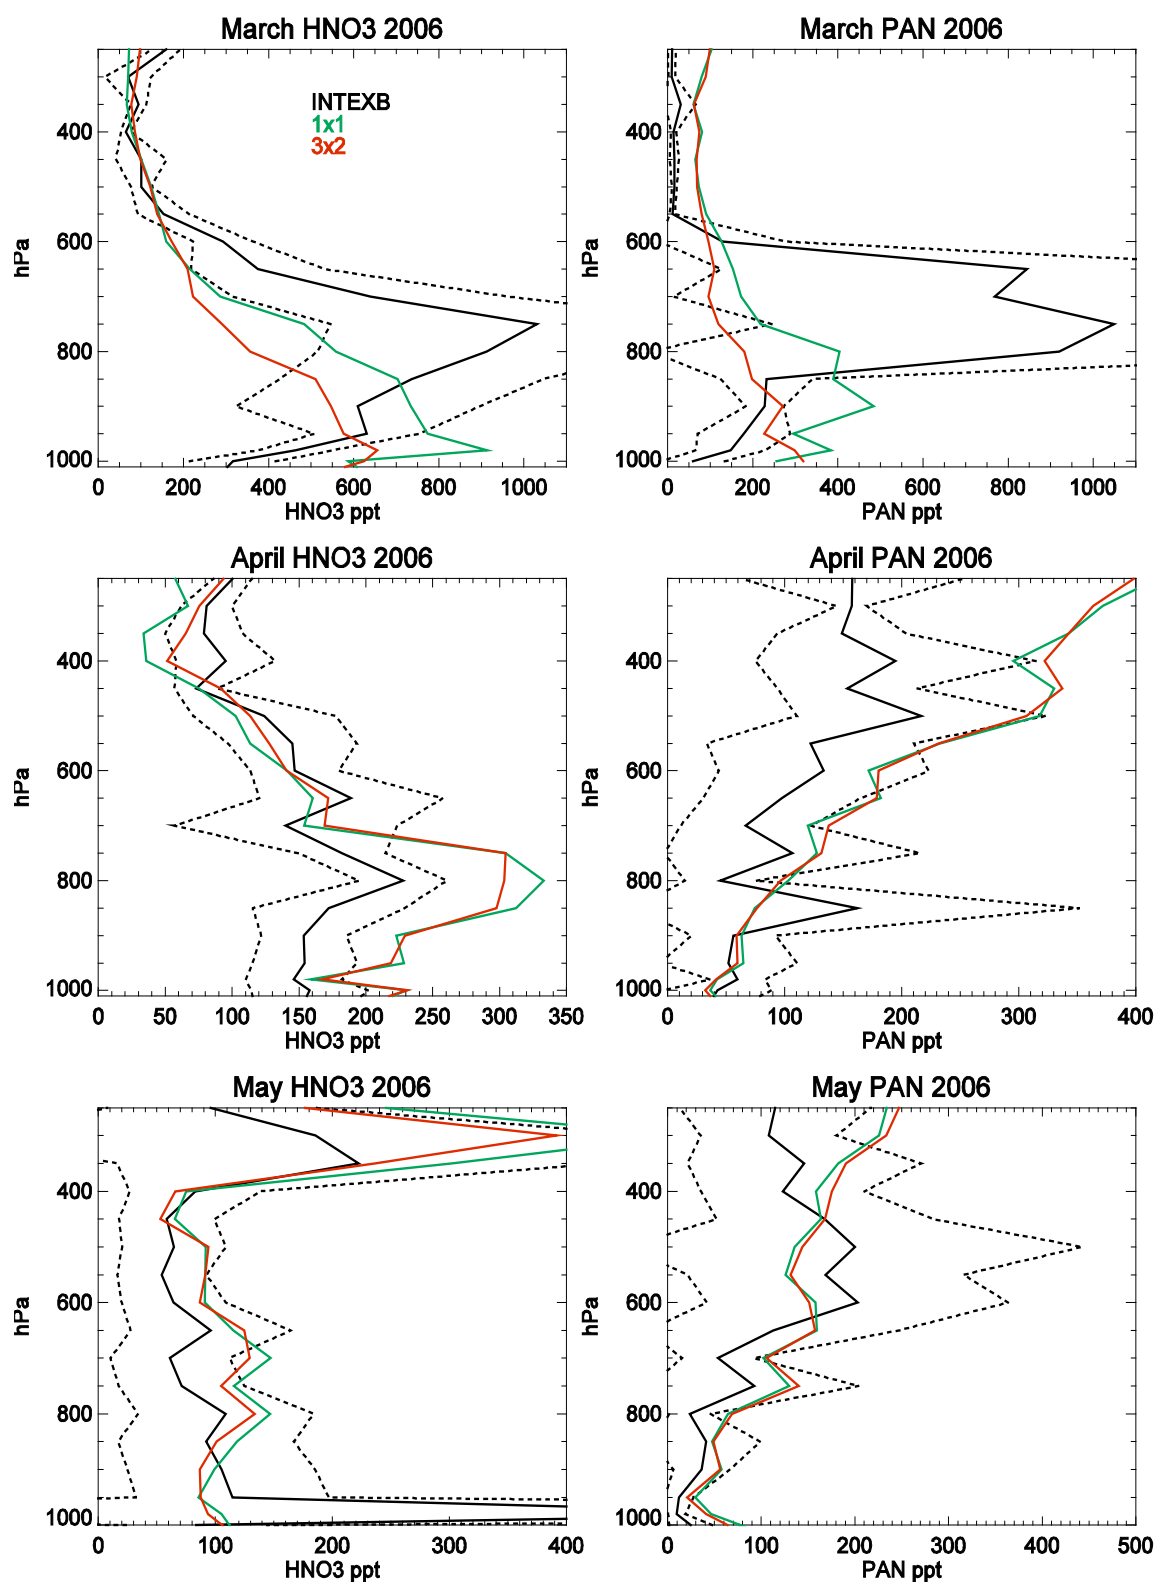 March HNO3 2006
INTEXB
1x1
3x2
hPa
400
600
800
1000
0 200 400 600 800 1000
HNO3 ppt
March PAN 2006
hPa
400
600
800
1000
0 200 400 600 800 1000
PAN ppt
April HNO3 2006
hPa
400
600
800
1000
0 50 100 150 200 250 300 350
HNO3 ppt
April PAN 2006
hPa
400
600
800
1000
0 100 200 300 400
PAN ppt
May HNO3 2006
hPa
400
600
800
1000
0 100 200 300 400
HNO3 ppt
May PAN 2006
hPa
400
600
800
1000
0 100 200 300 400 500
PAN ppt